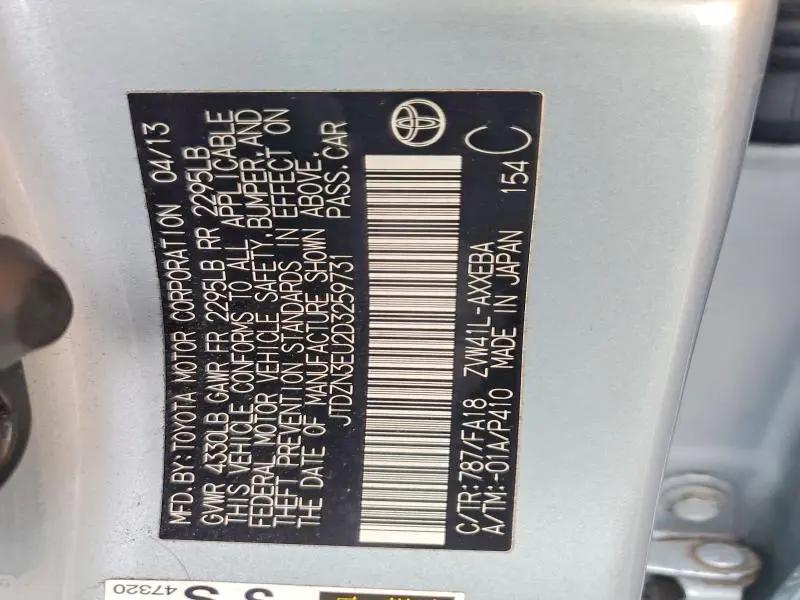 MFD.BY:TOYOTA MOTOR CORPORATION 04/13
GVWR 4330LB GAWR FR 2295LB RR 2295LB
THIS VEHICLE CONFORMS TO ALL APPLICABLE
FEDERAL MOTOR VEHICLE SAFETY,BUMPER,AND
THEFT PREVENTION STANDARDS IN EFFECT ON
THE DATE OF MANUFACTURE SHOWN ABOVE.
JTDZN3EU2D3259731 PASS.CAR
C/TR:787/FA18 ZVW41L-AXXEBA
A/TM:-01A/P410 MADE IN JAPAN 154 C
47320